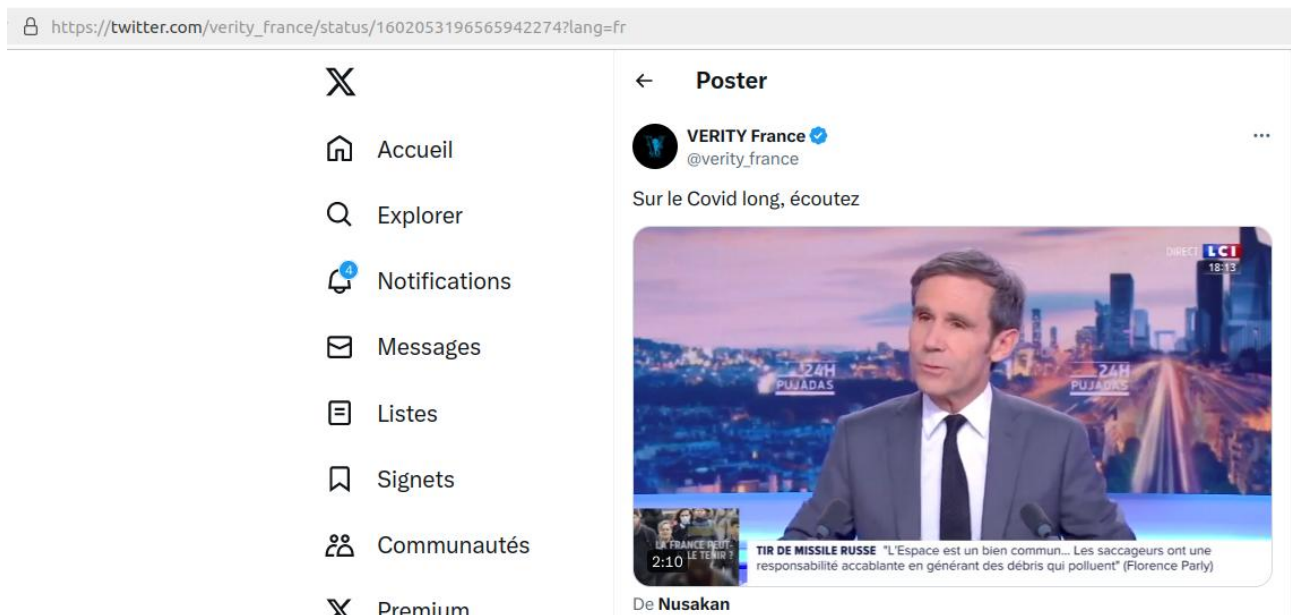 https://twitter.com/verity_france/status/1602053196565942274?lang=fr
Accueil
Explorer
4
Notifications
Messages
Listes
Signets
Communautés
Premium
Poster
VERITY France
@verity_france
Sur le Covid long, écoutez
DIRECT LCI
18:13
24H
PUJADAS
24H
PUJADAS
LA FRANCE PEUT-
LE TENIR ?
2:10
TIR DE MISSILE RUSSE "L'Espace est un bien commun... Les saccageurs ont une
responsabilité accablante en générant des débris qui polluent" (Florence Parly)
De Nusakan